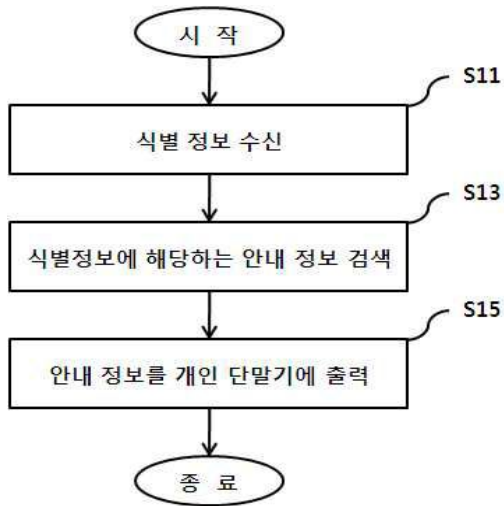 시 작
S11
식별 정보 수신
S13
식별정보에 해당하는 안내 정보 검색
S15
안내 정보를 개인 단말기에 출력
종 료